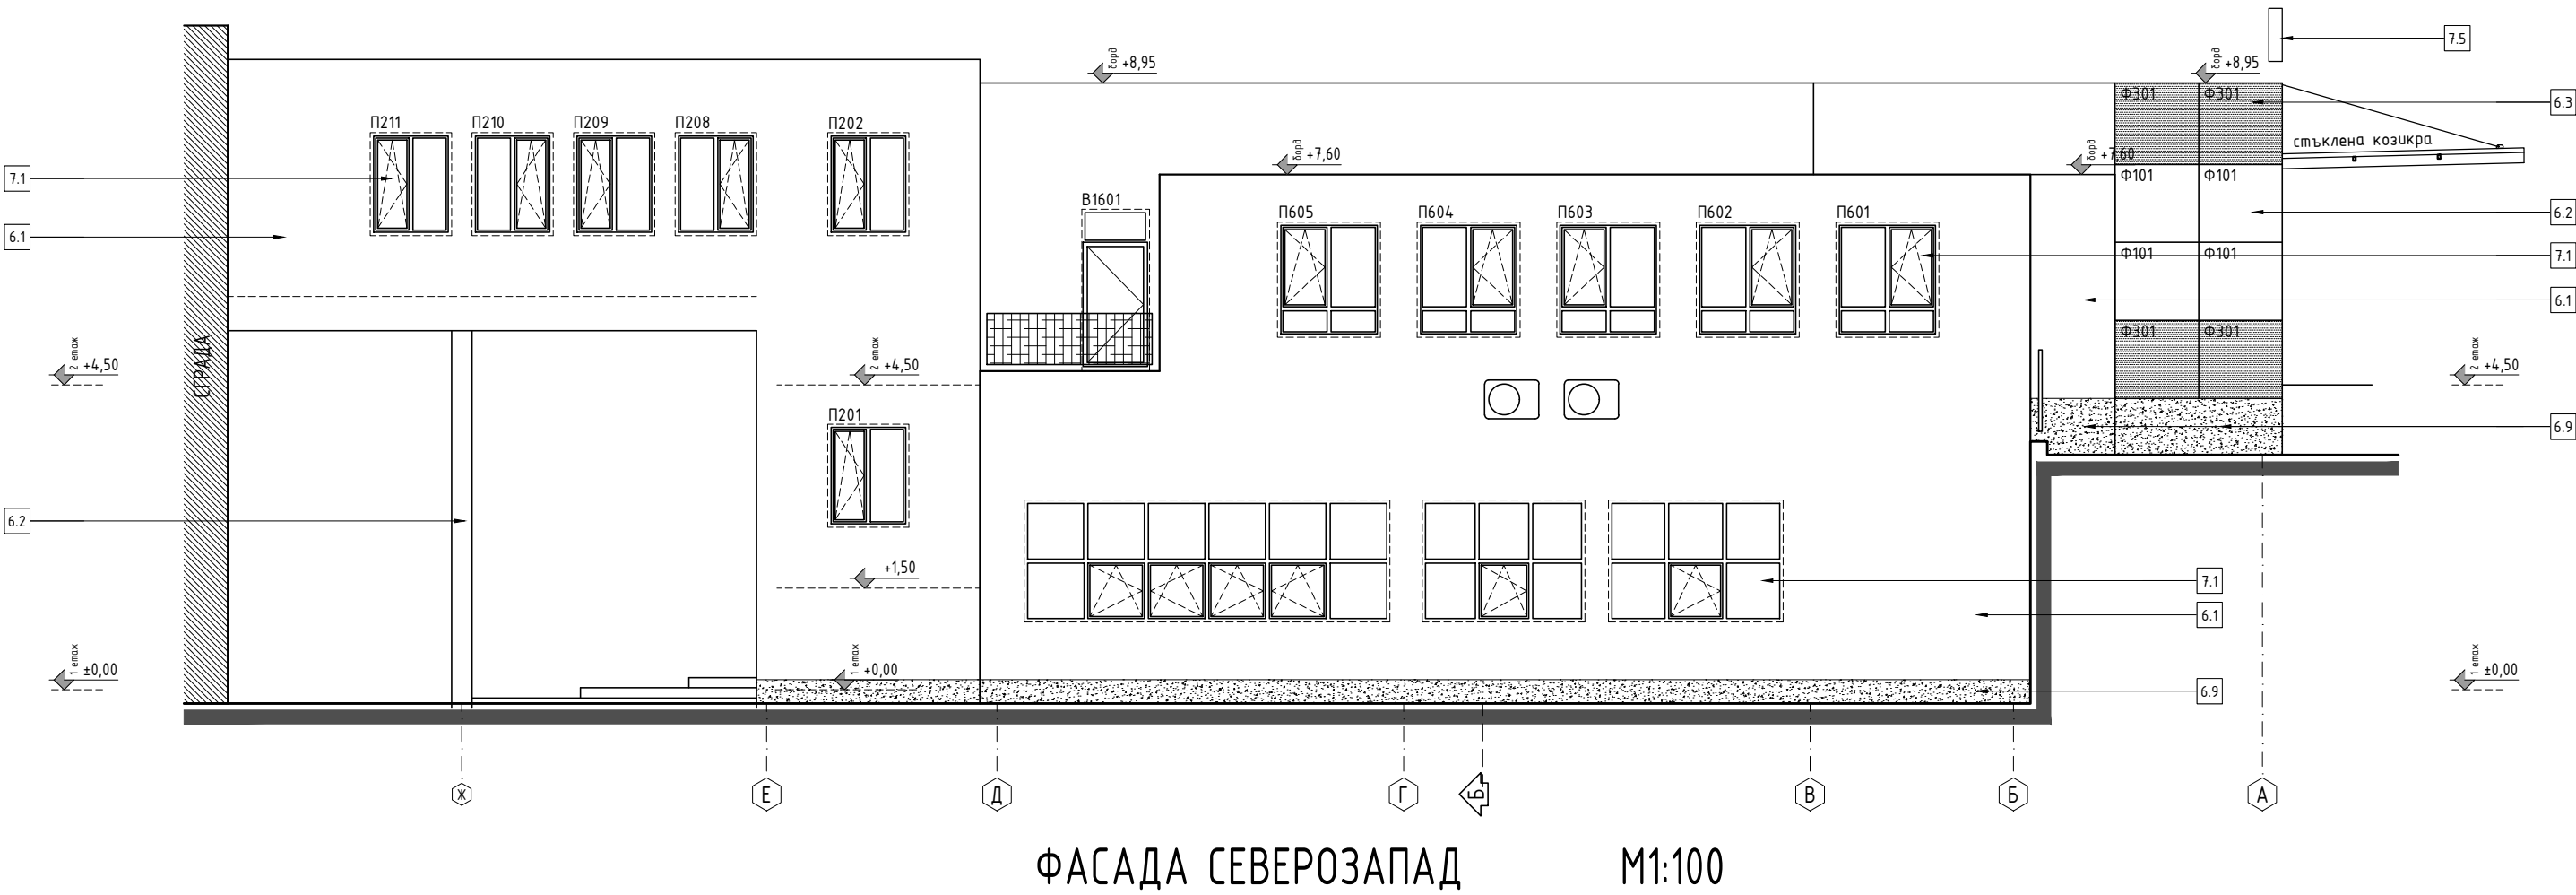 7.5
борд +8,95
борд +8,95
Ф301 Ф301
6.3
П211 П210 П209 П208 П202
стъклена козирка
борд +7,60
борд +7,60
7.1
Ф101 Ф101
В1601
П605 П604 П603 П602 П601
6.2
6.1
Ф101 Ф101
7.1
6.1
Ф301 Ф301
СГРАДА
2 етаж +4,50
2 етаж +4,50
2 етаж +4,50
П201
6.9
6.2
+1,50
7.1
6.1
1 етаж ±0,00
1 етаж +0,00
1 етаж ±0,00
6.9
Ж Е Д Г Б В Б А
ФАСАДА СЕВЕРОЗАПАД М1:100